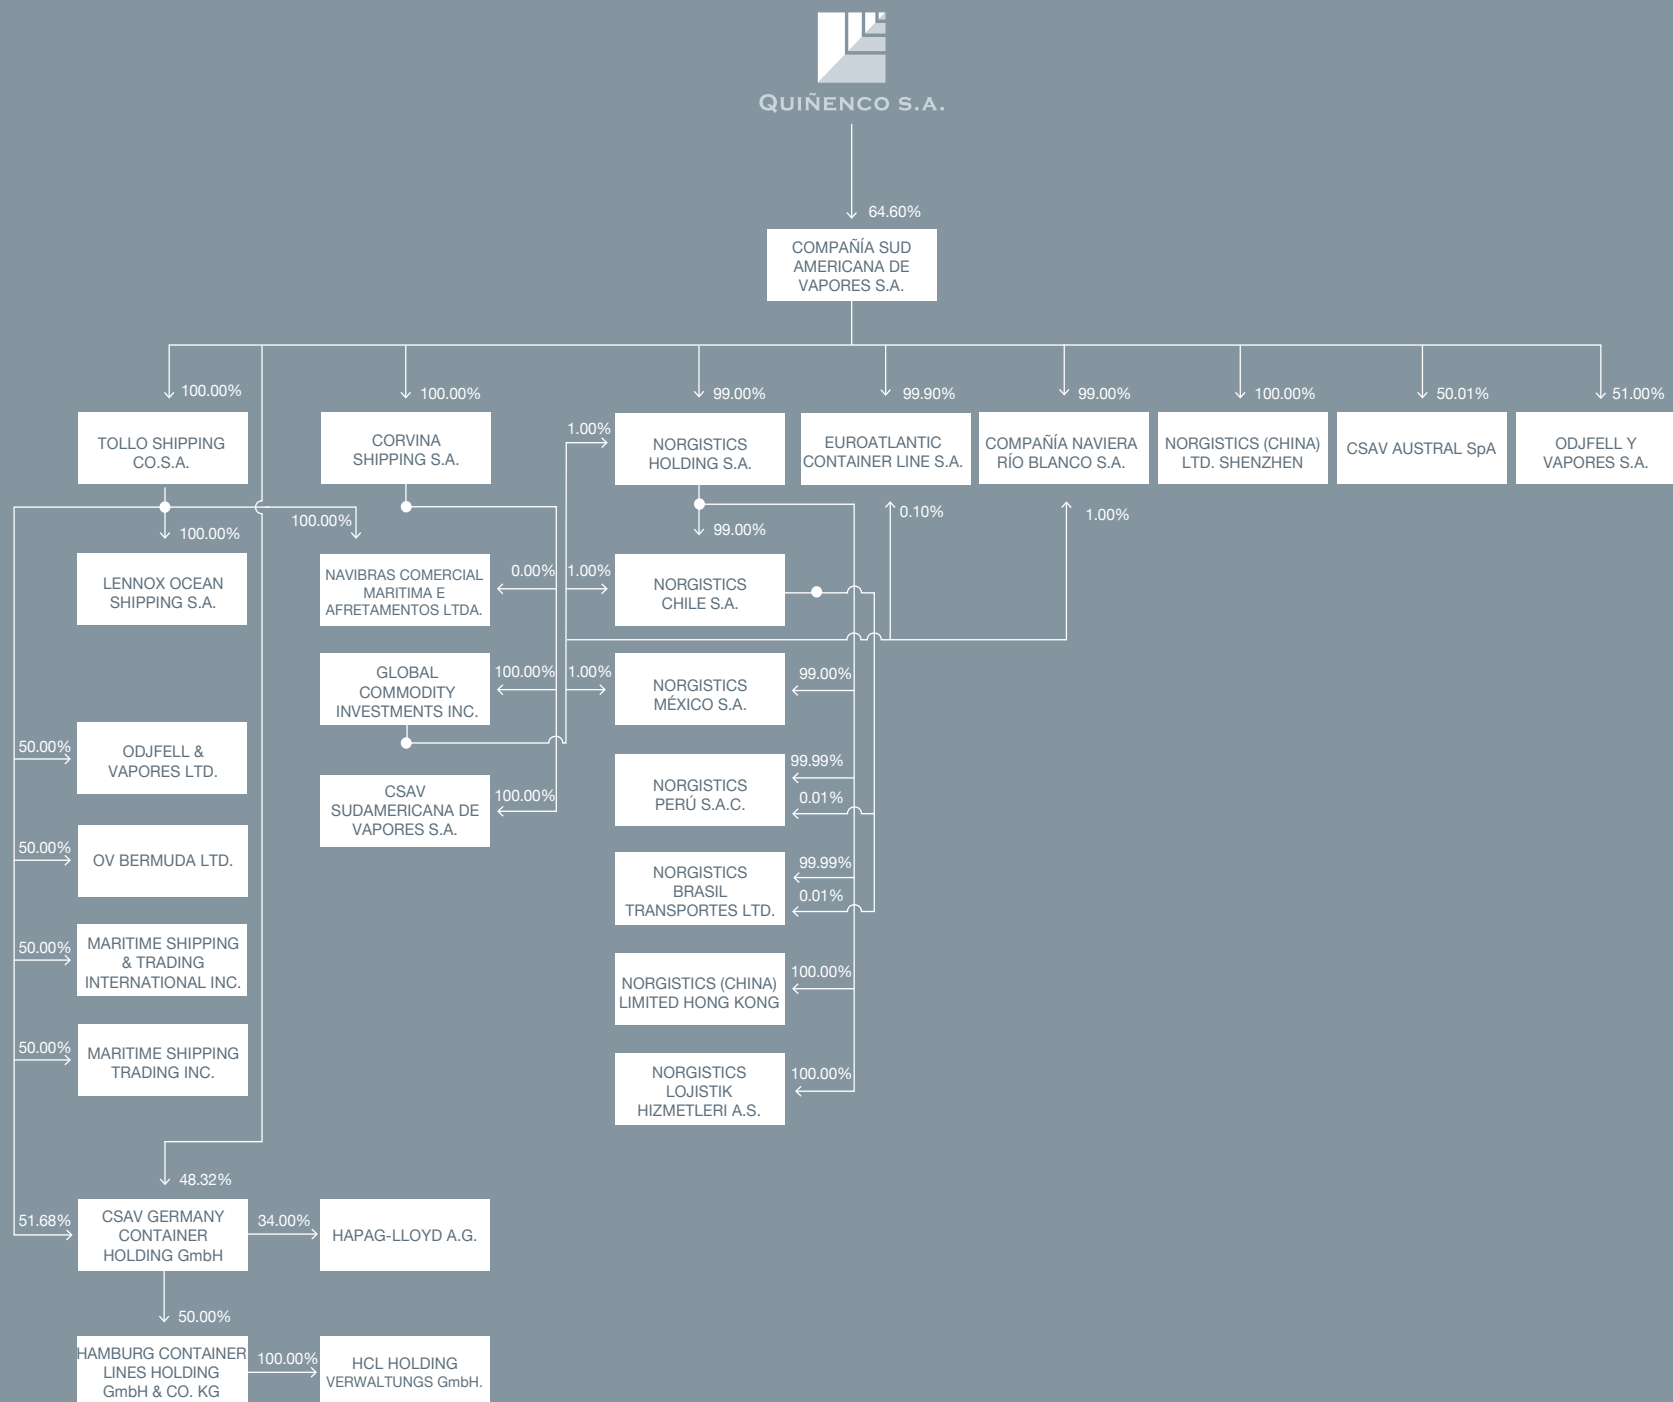 QUIÑENCO S.A.
64.60%
COMPAÑÍA SUD
AMERICANA DE
VAPORES S.A.
100.00%
100.00%
99.00%
99.90%
99.00%
100.00%
50.01%
51.00%
TOLLO SHIPPING
CO.S.A.
CORVINA
SHIPPING S.A.
1.00%
NORGISTICS
HOLDING S.A.
EUROATLANTIC
CONTAINER LINE S.A.
COMPAÑÍA NAVIERA
RÍO BLANCO S.A.
NORGISTICS (CHINA)
LTD. SHENZHEN
CSAV AUSTRAL SpA
ODJFELL Y
VAPORES S.A.
100.00%
100.00%
99.00%
0.10%
1.00%
LENNOX OCEAN
SHIPPING S.A.
NAVIBRAS COMERCIAL
MARITIMA E
AFRETAMENTOS LTDA.
0.00%
1.00%
NORGISTICS
CHILE S.A.
GLOBAL
COMMODITY
INVESTMENTS INC.
100.00%
1.00%
NORGISTICS
MÉXICO S.A.
99.00%
50.00%
ODJFELL &
VAPORES LTD.
CSAV
SUDAMERICANA DE
VAPORES S.A.
100.00%
NORGISTICS
PERÚ S.A.C.
99.99%
0.01%
50.00%
OV BERMUDA LTD.
NORGISTICS
BRASIL
TRANSPORTES LTD.
99.99%
0.01%
50.00%
MARITIME SHIPPING
& TRADING
INTERNATIONAL INC.
NORGISTICS (CHINA)
LIMITED HONG KONG
100.00%
50.00%
MARITIME SHIPPING
TRADING INC.
NORGISTICS
LOJISTIK
HIZMETLERI A.S.
100.00%
48.32%
51.68%
CSAV GERMANY
CONTAINER
HOLDING GmbH
34.00%
HAPAG-LLOYD A.G.
50.00%
HAMBURG CONTAINER
LINES HOLDING
GmbH & CO. KG
100.00%
HCL HOLDING
VERWALTUNGS GmbH.